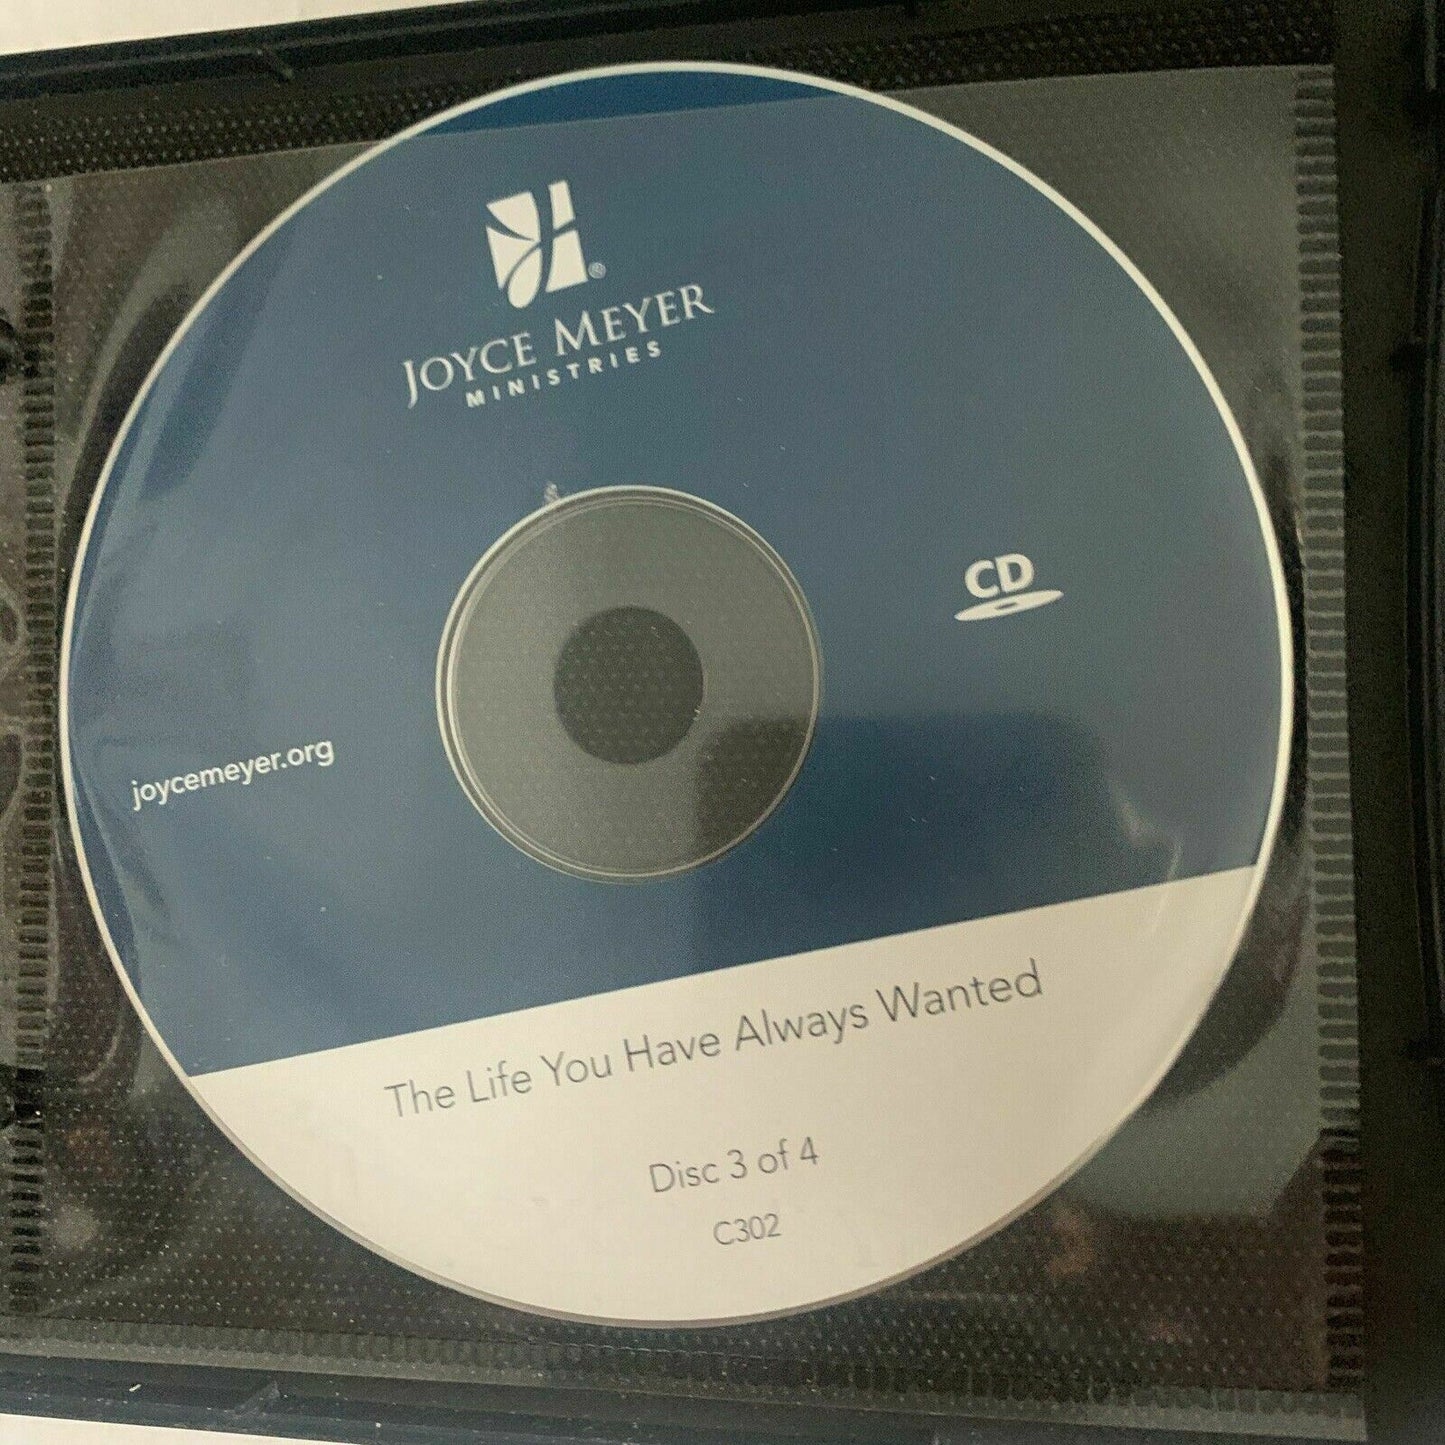 ®
JOYCE MEYER
MINISTRIES
CD
joycemeyer.org
The Life You Have Always Wanted
Disc 3 of 4
C302